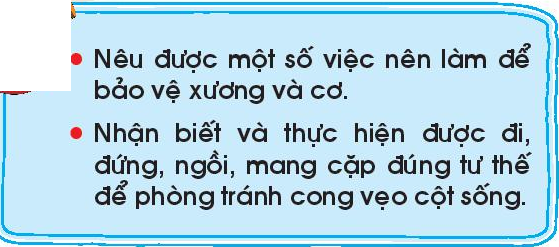 • Nêu được một số việc nên làm để
bảo vệ xương và cơ.
• Nhận biết và thực hiện được đi,
đứng, ngồi, mang cặp đúng tư thế
để phòng tránh cong vẹo cột sống.